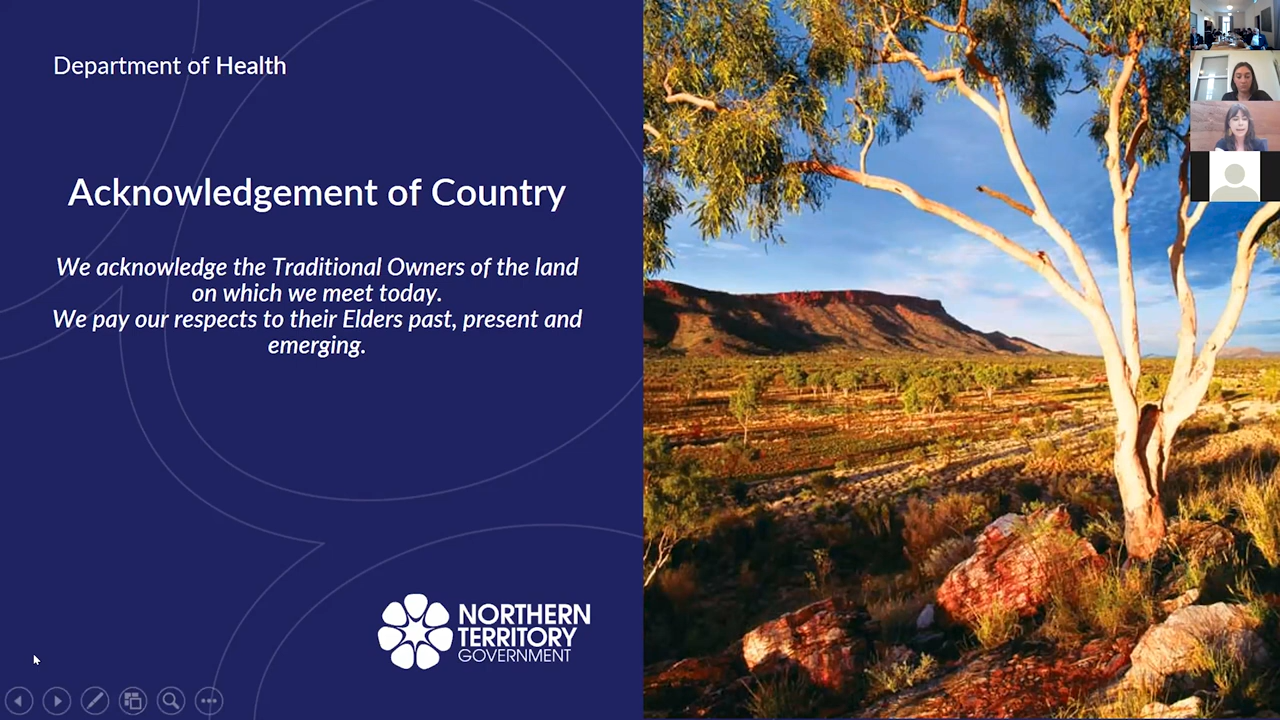 Department of Health
Acknowledgement of Country
We acknowledge the Traditional Owners of the land
on which we meet today.
We pay our respects to their Elders past, present and
emerging.
NORTHERN
TERRITORY
GOVERNMENT